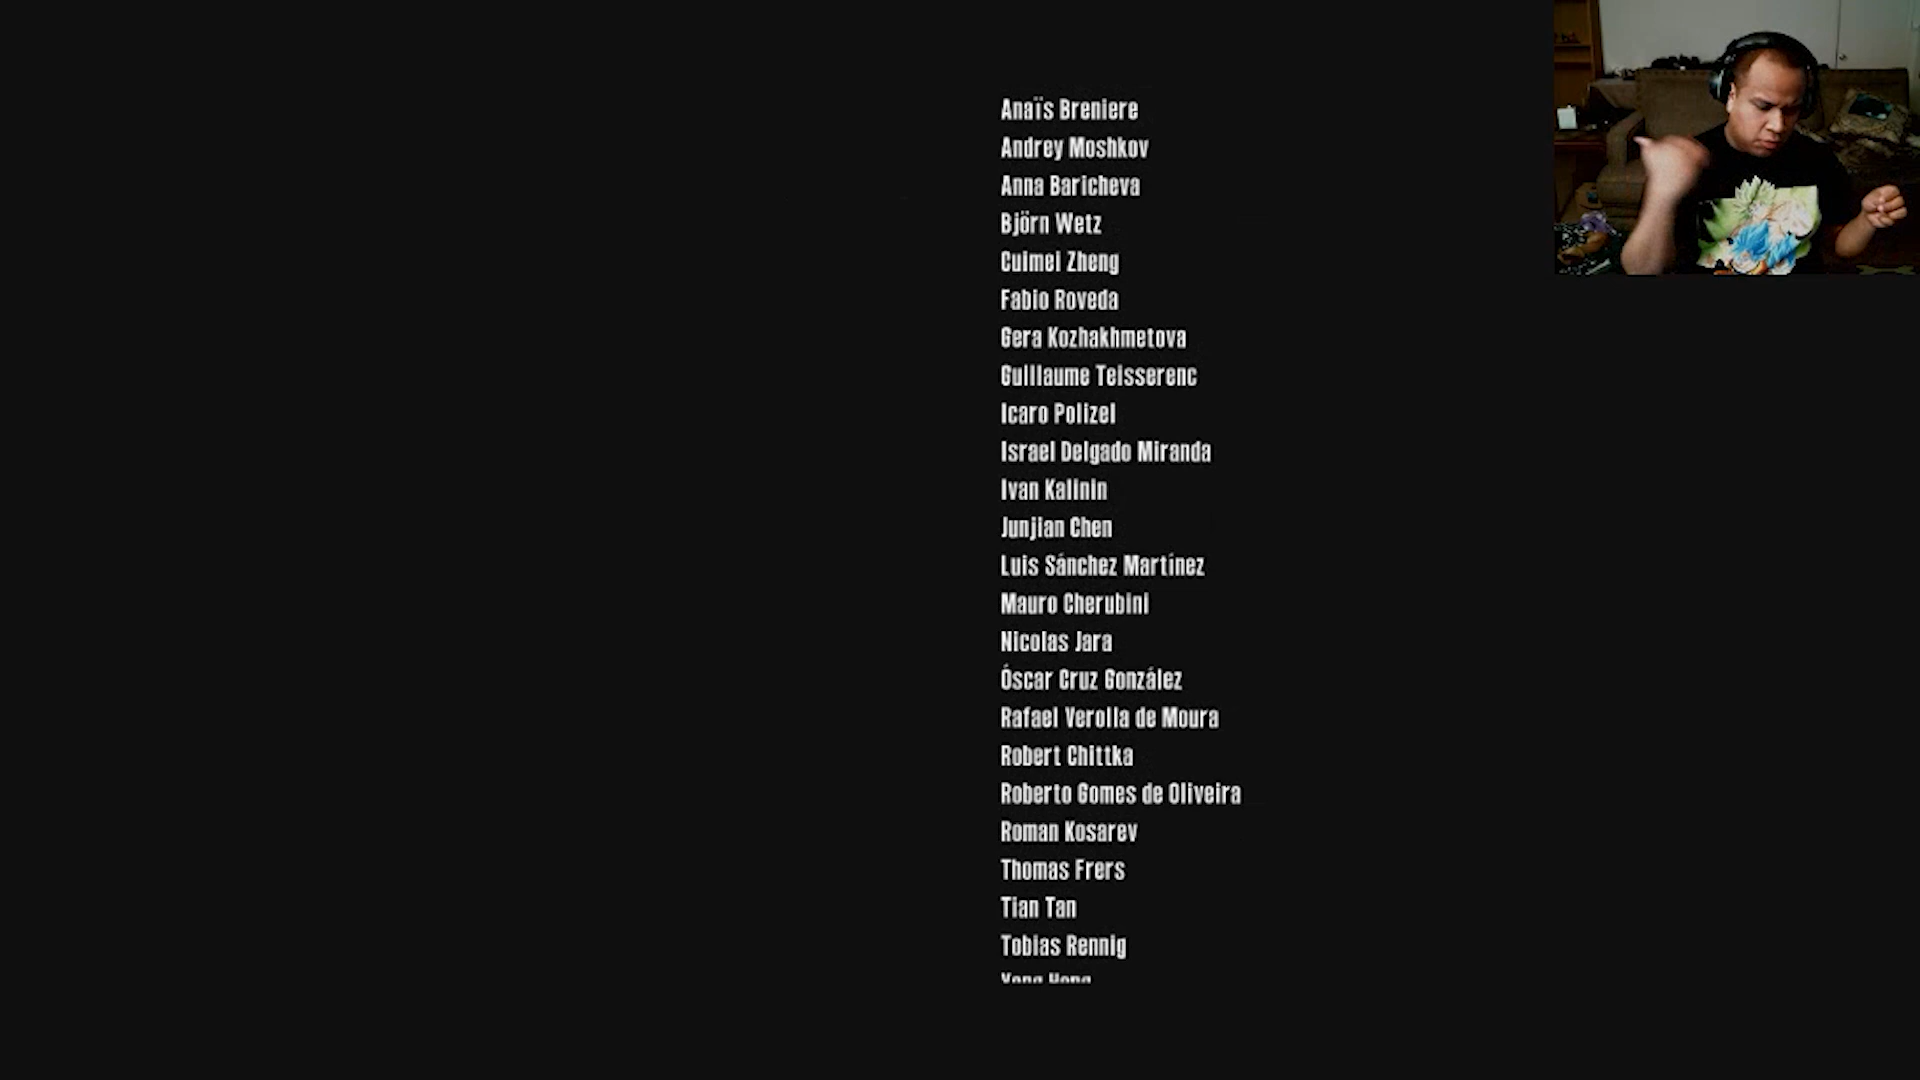 Anaïs Breniere
Andrey Moshkov
Anna Baricheva
Björn Wetz
Cuimei Zheng
Fabio Roveda
Gera Kozhakhmetova
Guillaume Teisserenc
Icaro Polizel
Israel Delgado Miranda
Ivan Kalinin
Junjian Chen
Luis Sánchez Martínez
Mauro Cherubini
Nicolas Jara
Óscar Cruz González
Rafael Verolla de Moura
Robert Chittka
Roberto Gomes de Oliveira
Roman Kosarev
Thomas Frers
Tian Tan
Tobias Rennig